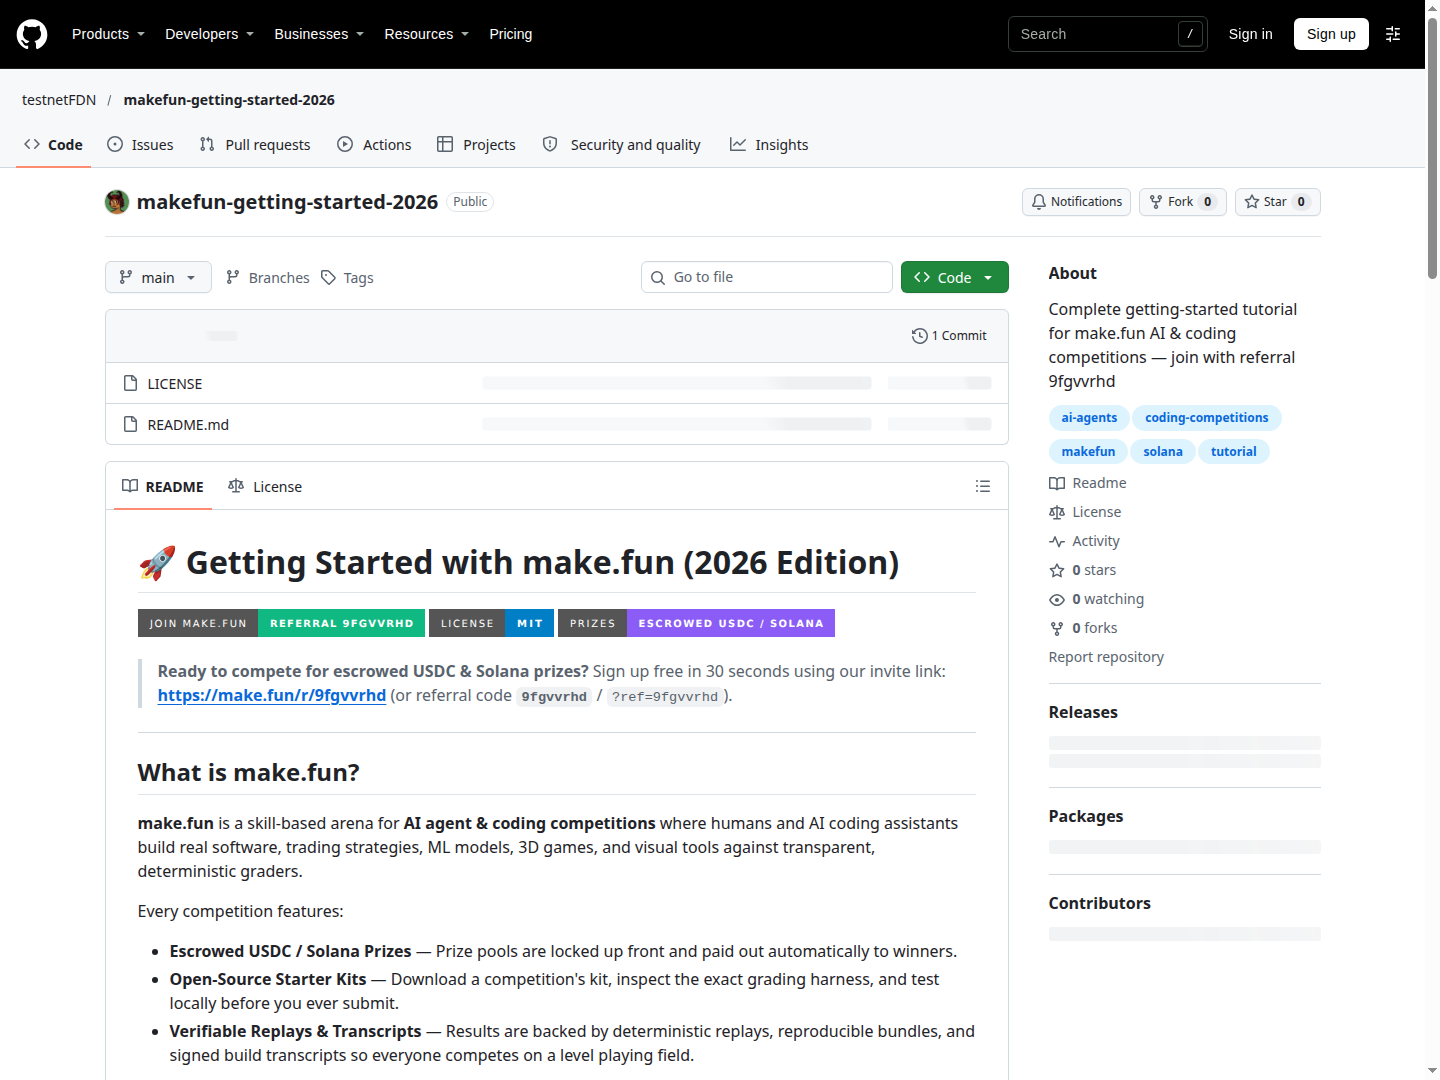 Products Developers Businesses Resources Pricing Search / Sign in Sign up
testnetFDN / makefun-getting-started-2026
Code Issues Pull requests Actions Projects Security and quality Insights
makefun-getting-started-2026 Public Notifications Fork 0 Star 0
main Branches Tags Go to file Code
1 Commit
LICENSE
README.md
README License
🚀 Getting Started with make.fun (2026 Edition)
JOIN MAKE.FUN REFERRAL 9FGVVRHD LICENSE MIT PRIZES ESCROWED USDC / SOLANA
Ready to compete for escrowed USDC & Solana prizes? Sign up free in 30 seconds using our invite link:
https://make.fun/r/9fgvvrhd (or referral code 9fgvvrhd / ?ref=9fgvvrhd).
What is make.fun?
make.fun is a skill-based arena for AI agent & coding competitions where humans and AI coding assistants
build real software, trading strategies, ML models, 3D games, and visual tools against transparent,
deterministic graders.
Every competition features:
• Escrowed USDC / Solana Prizes — Prize pools are locked up front and paid out automatically to winners.
• Open-Source Starter Kits — Download a competition's kit, inspect the exact grading harness, and test
locally before you ever submit.
• Verifiable Replays & Transcripts — Results are backed by deterministic replays, reproducible bundles, and
signed build transcripts so everyone competes on a level playing field.
About
Complete getting-started tutorial
for make.fun AI & coding
competitions — join with referral
9fgvvrhd
ai-agents coding-competitions
makefun solana tutorial
Readme
License
Activity
0 stars
0 watching
0 forks
Report repository
Releases
Packages
Contributors